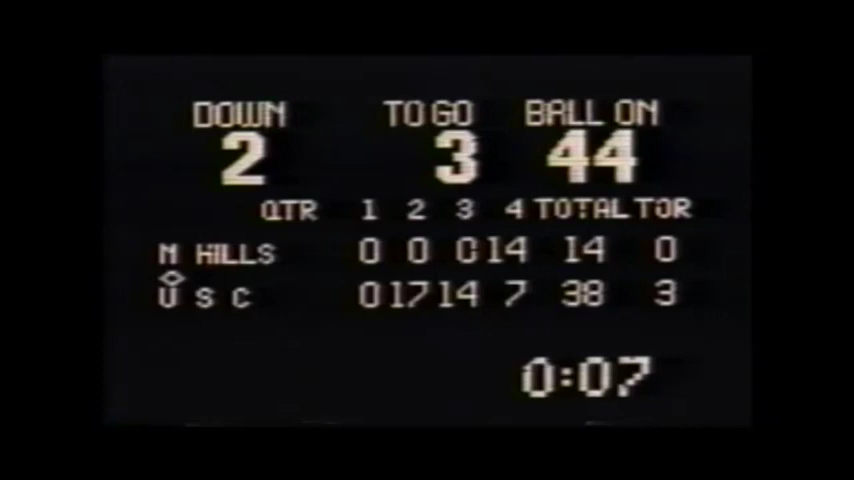 DOWN TO GO BALL ON
2 3 44
QTR 1 2 3 4 TOTAL TOR
N HILLS 0 0 0 14 14 0
U S C 0 17 14 7 38 3
0:07